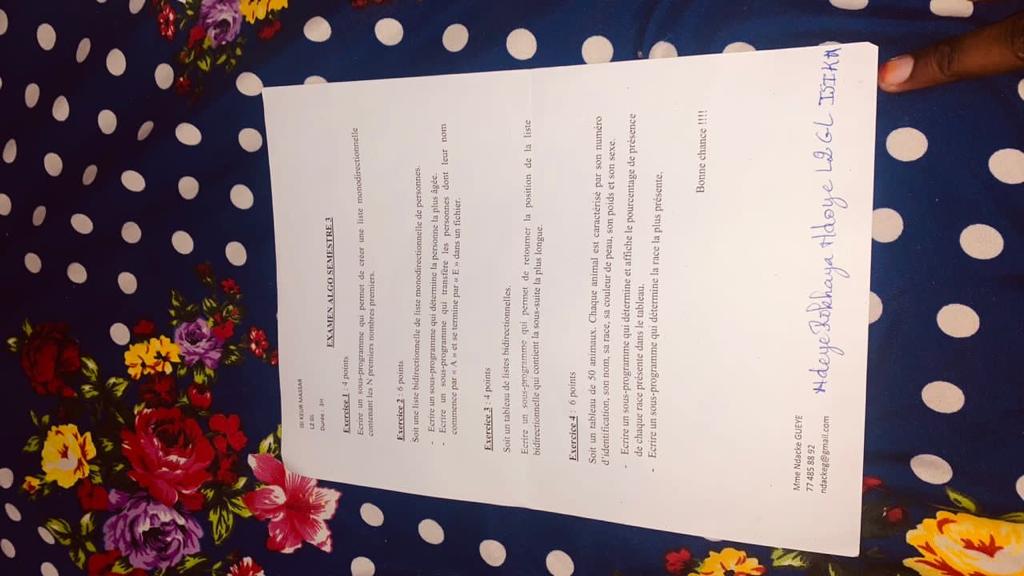 ISI KEUR MASSAR
L2 GL
Durée : 3H
EXAMEN ALGO SEMESTRE 3
Exercice 1 : 4 points
Ecrire un sous-programme qui permet de créer une liste monodirectionnelle
contenant les N premiers nombres premiers.
Exercice 2 : 6 points
Soit une liste bidirectionnelle de liste monodirectionnelle de personnes.
- Ecrire un sous-programme qui détermine la personne la plus âgée.
- Ecrire un sous-programme qui transfère les personnes dont leur nom
commence par « A » et se termine par « E » dans un fichier.
Exercice 3 : 4 points
Soit un tableau de listes bidirectionnelles.
Ecrire un sous-programme qui permet de retourner la position de la liste
bidirectionnelle qui contient la sous-suite la plus longue.
Exercice 4 : 6 points
Soit un tableau de 50 animaux. Chaque animal est caractérisé par son numéro
d'identification, son nom, sa race, sa couleur de peau, son poids et son sexe.
- Ecrire un sous-programme qui détermine et affiche le pourcentage de présence
de chaque race présente dans le tableau.
- Ecrire un sous-programme qui détermine la race la plus présente.
Bonne chance !!!!
Mme Ndacke GUEYE
77 485 88 92
ndackeg@gmail.com
Ndeye Rokhaya Ndoye L2 GL ISIKM